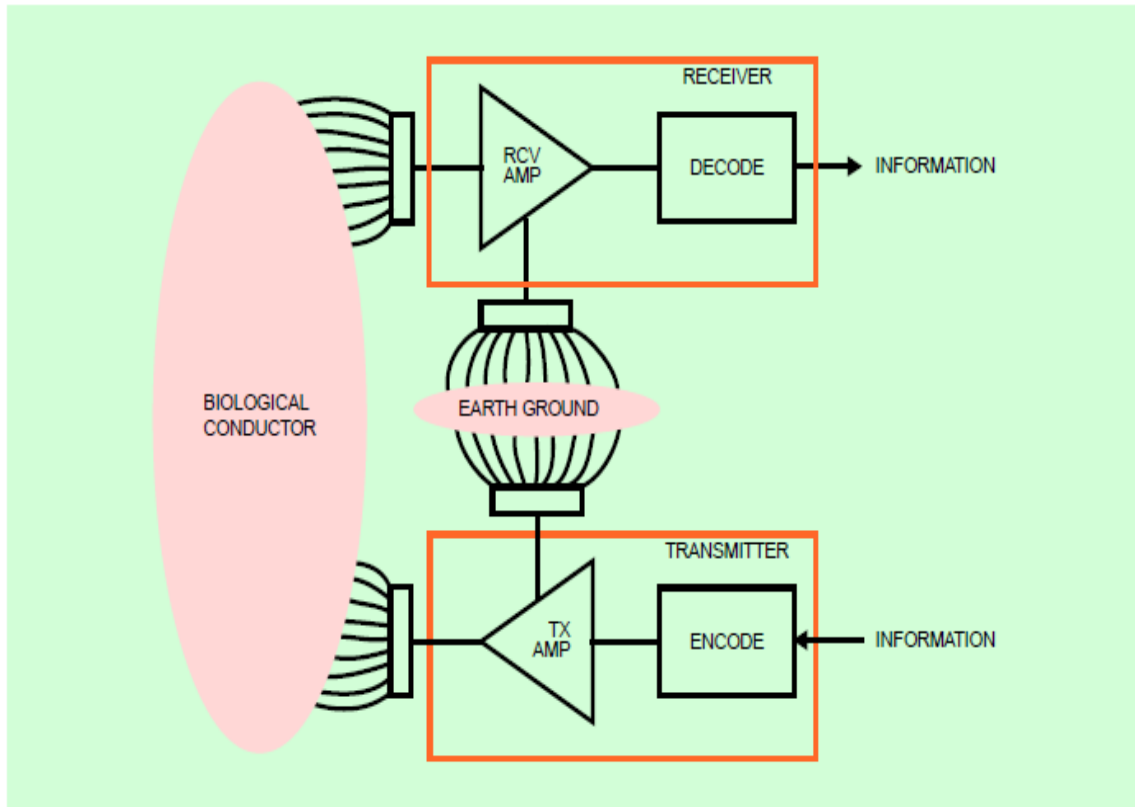 RECEIVER
RCV
AMP
DECODE
INFORMATION
BIOLOGICAL
CONDUCTOR
EARTH GROUND
TRANSMITTER
TX
AMP
ENCODE
INFORMATION